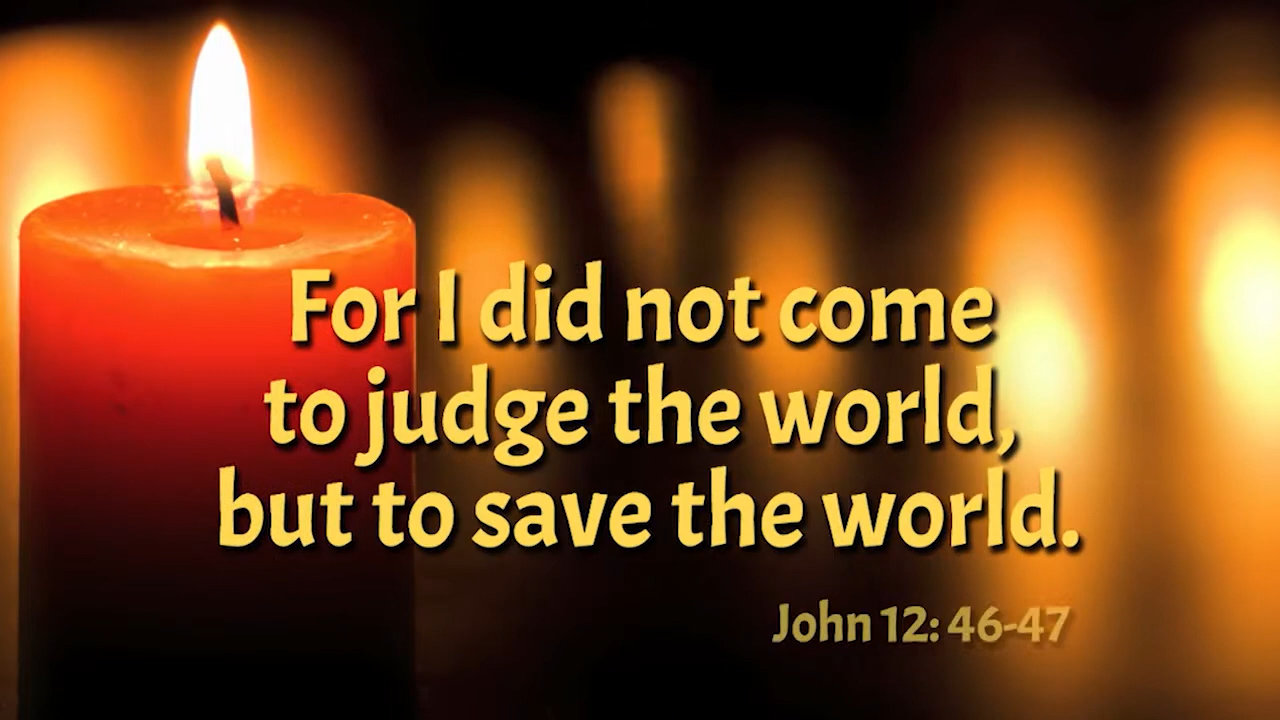 For I did not come
to judge the world,
but to save the world.
John 12: 46-47